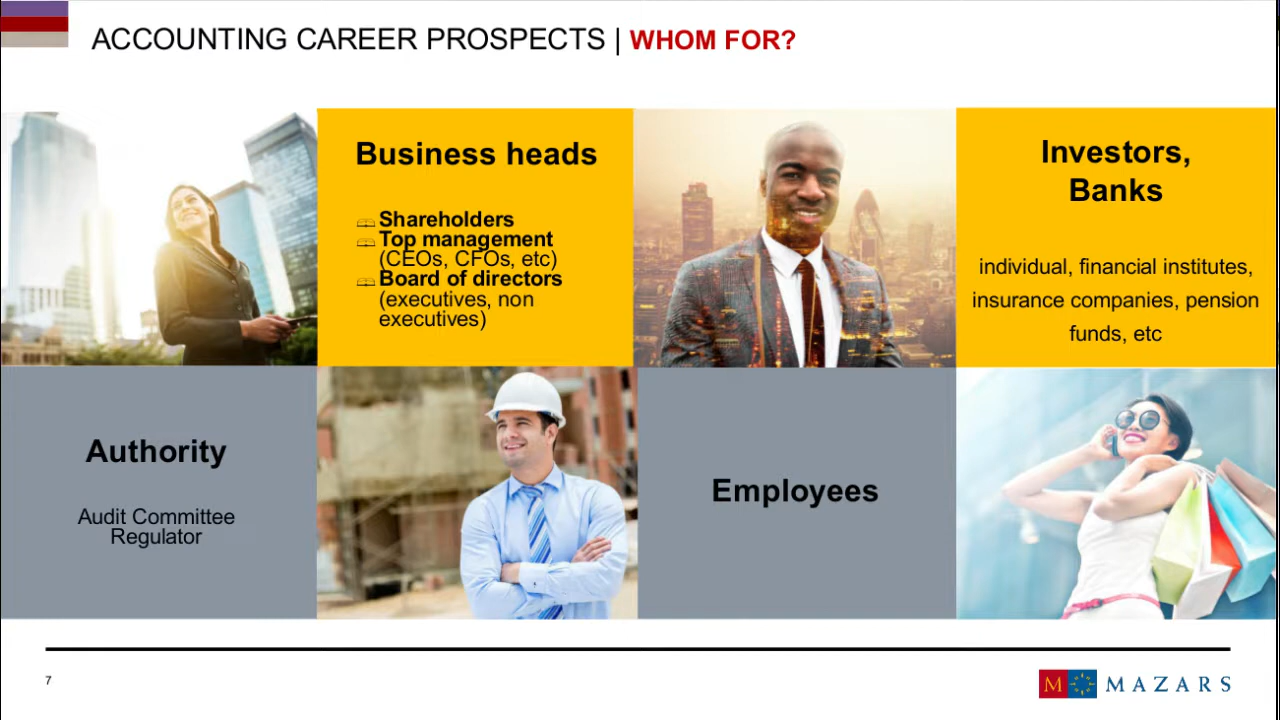 ACCOUNTING CAREER PROSPECTS | WHOM FOR?
Business heads
Shareholders
Top management
(CEOs, CFOs, etc)
Board of directors
(executives, non
executives)
Investors,
Banks
individual, financial institutes,
insurance companies, pension
funds, etc
Authority
Audit Committee
Regulator
Employees
7
M MAZARS